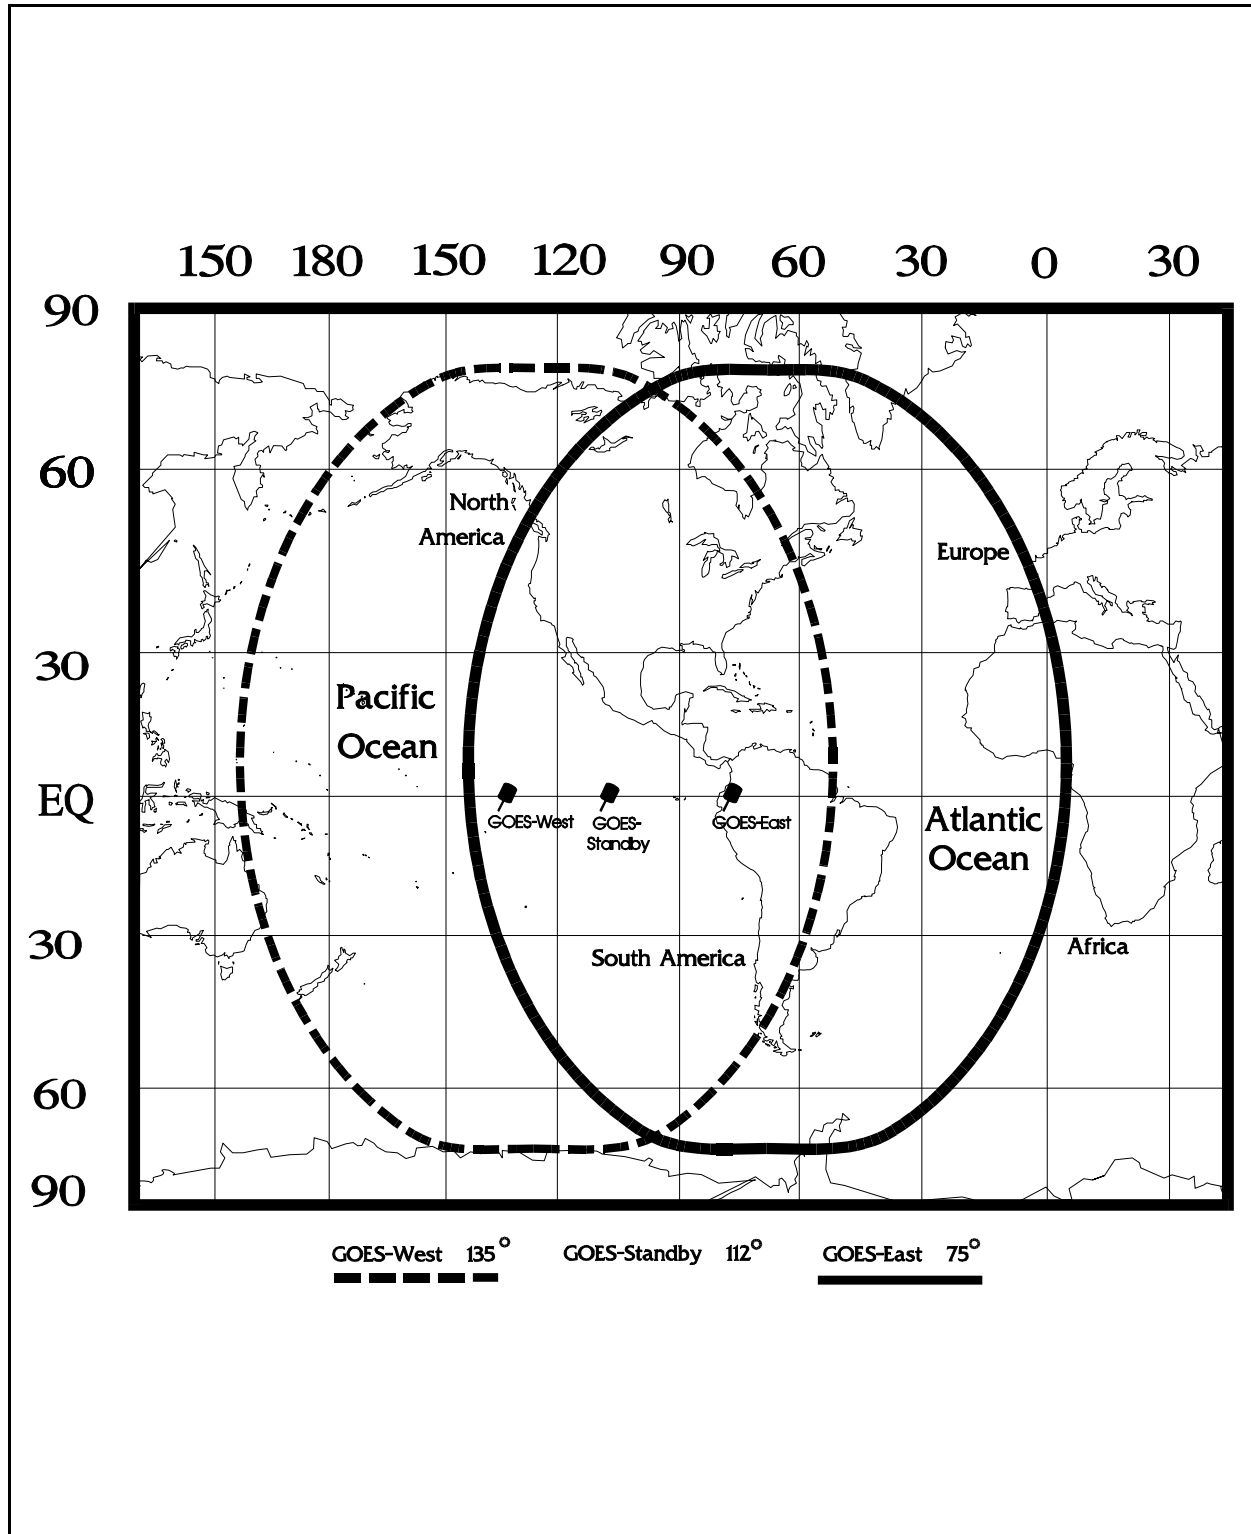 150 180 150 120 90 60 30 0 30
90
60
North
America
Europe
30
Pacific
Ocean
EQ
GOES-West
GOES-
Standby
GOES-East
Atlantic
Ocean
30
South America
Africa
60
90
GOES-West 135° GOES-Standby 112° GOES-East 75°